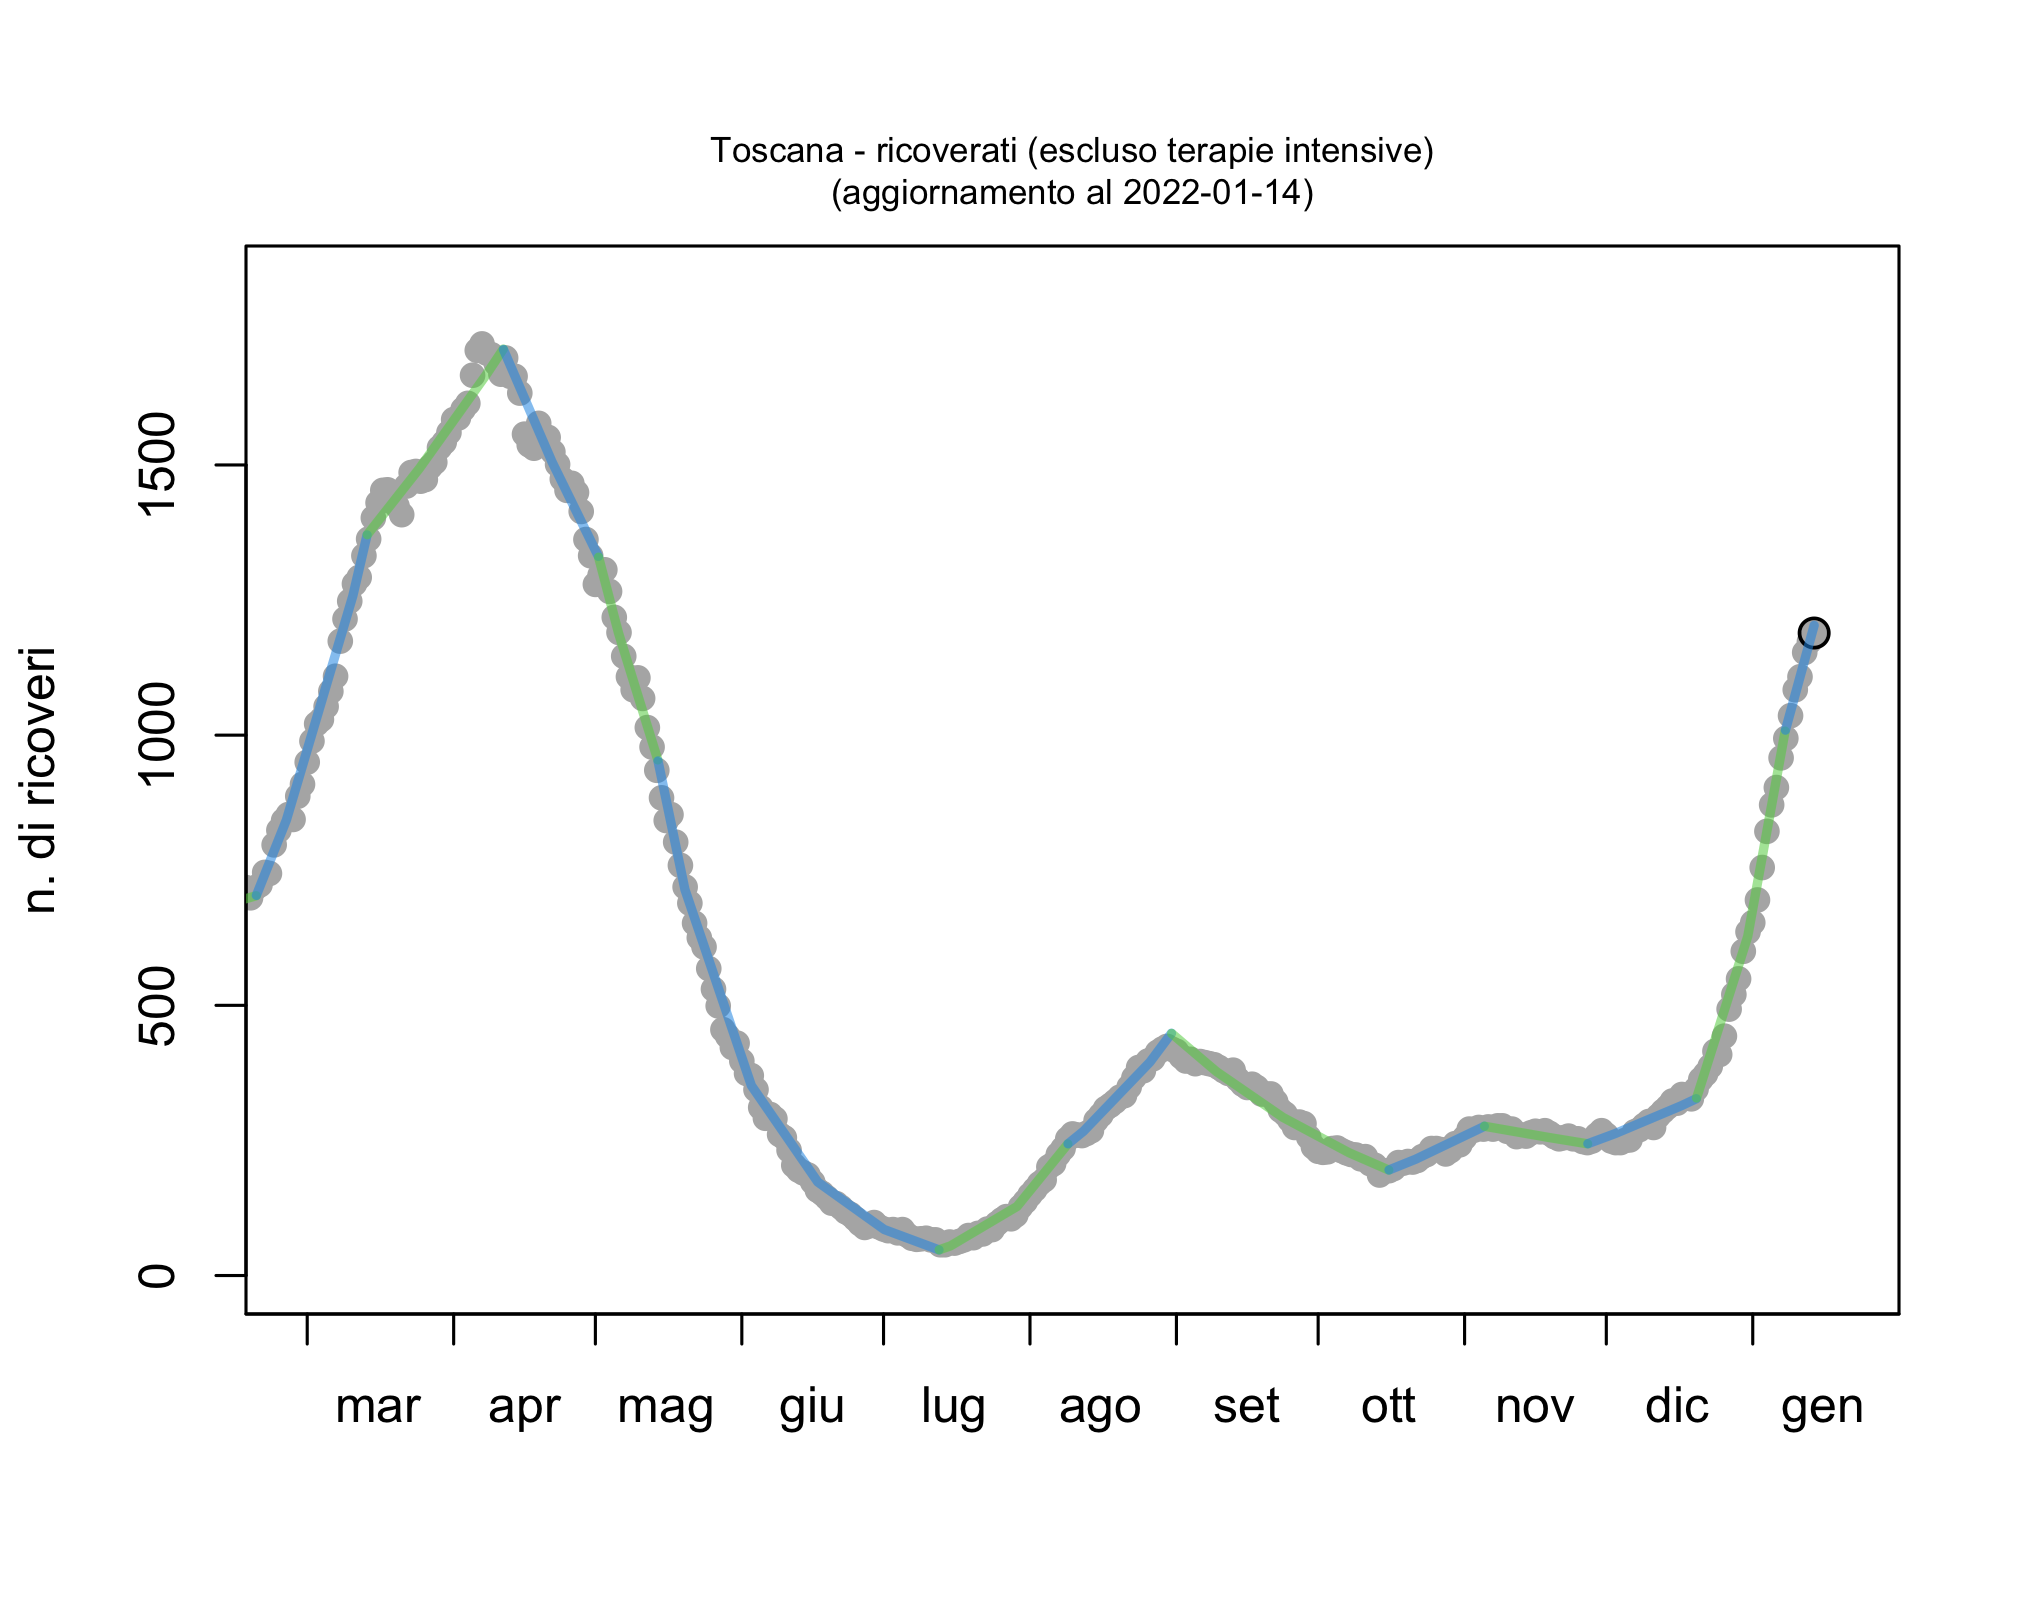 Toscana - ricoverati (escluso terapie intensive)
(aggiornamento al 2022-01-14)
n. di ricoveri
1500
1000
500
0
mar apr mag giu lug ago set ott nov dic gen